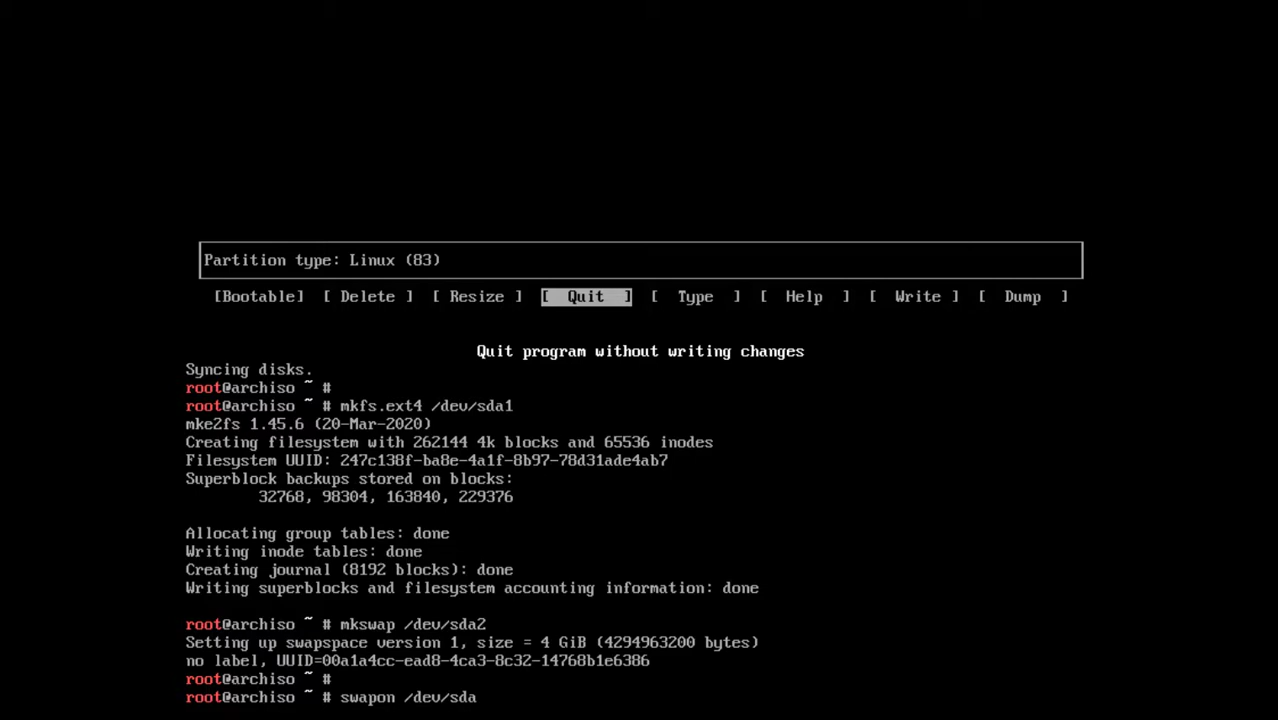 Partition type: Linux (83)
[Bootable] [ Delete ] [ Resize ] [ Quit ] [ Type ] [ Help ] [ Write ] [ Dump ]
Quit program without writing changes
Syncing disks.
root@archiso ~ #
root@archiso ~ # mkfs.ext4 /dev/sda1
mke2fs 1.45.6 (20-Mar-2020)
Creating filesystem with 262144 4k blocks and 65536 inodes
Filesystem UUID: 247c138f-ba8e-4a1f-8b97-78d31ade4ab7
Superblock backups stored on blocks:
32768, 98304, 163840, 229376
Allocating group tables: done
Writing inode tables: done
Creating journal (8192 blocks): done
Writing superblocks and filesystem accounting information: done
root@archiso ~ # mkswap /dev/sda2
Setting up swapspace version 1, size = 4 GiB (4294963200 bytes)
no label, UUID=00a1a4cc-ead8-4ca3-8c32-14768b1e6386
root@archiso ~ #
root@archiso ~ # swapon /dev/sda